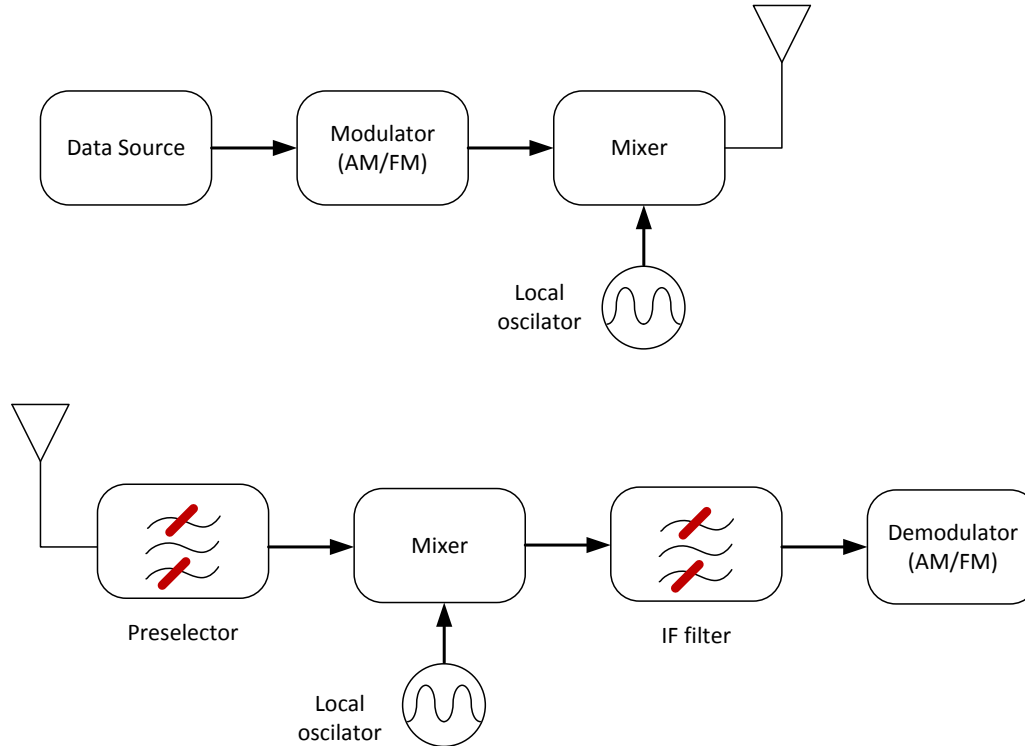 Data Source
Modulator
(AM/FM)
Mixer
Local
oscilator
Preselector
Mixer
Local
oscilator
IF filter
Demodulator
(AM/FM)